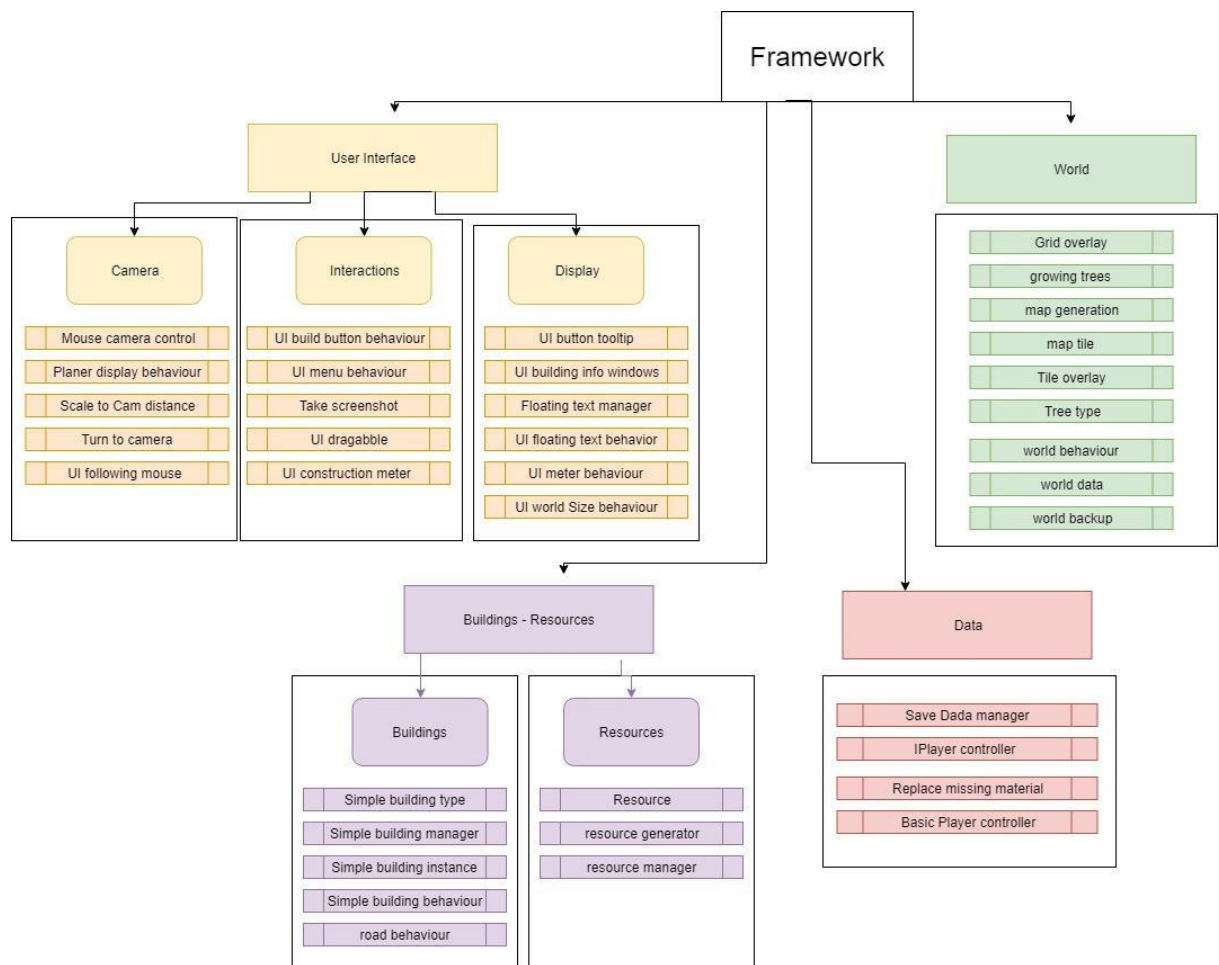 Framework
User Interface
World
Camera
Interactions
Display
Mouse camera control
Planer display behaviour
Scale to Cam distance
Turn to camera
UI following mouse
UI build button behaviour
UI menu behaviour
Take screenshot
UI dragabble
UI construction meter
UI button tooltip
UI building info windows
Floating text manager
UI floating text behavior
UI meter behaviour
UI world Size behaviour
Grid overlay
growing trees
map generation
map tile
Tile overlay
Tree type
world behaviour
world data
world backup
Buildings - Resources
Data
Buildings
Resources
Simple building type
Simple building manager
Simple building instance
Simple building behaviour
road behaviour
Resource
resource generator
resource manager
Save Dada manager
IPlayer controller
Replace missing material
Basic Player controller